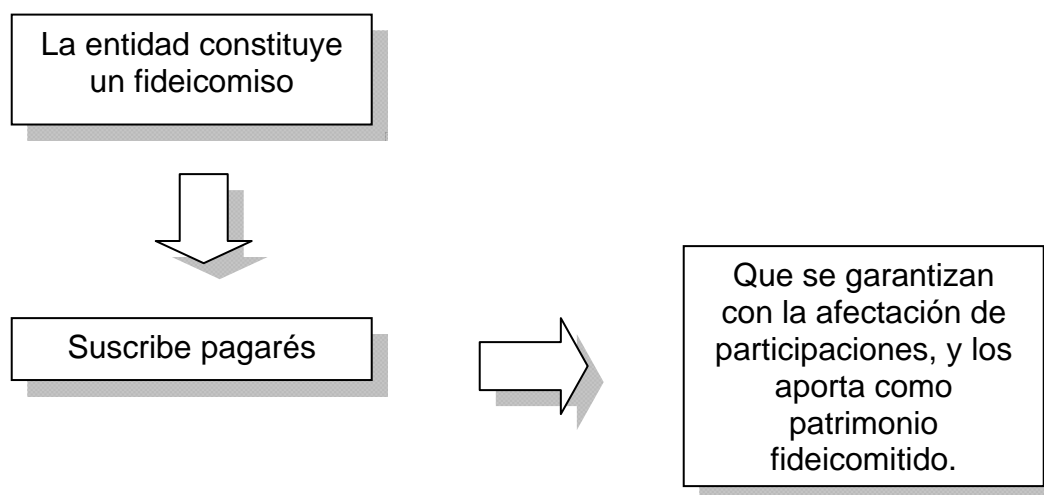 La entidad constituye
un fideicomiso
Suscribe pagarés
Que se garantizan
con la afectación de
participaciones, y los
aporta como
patrimonio
fideicomitido.